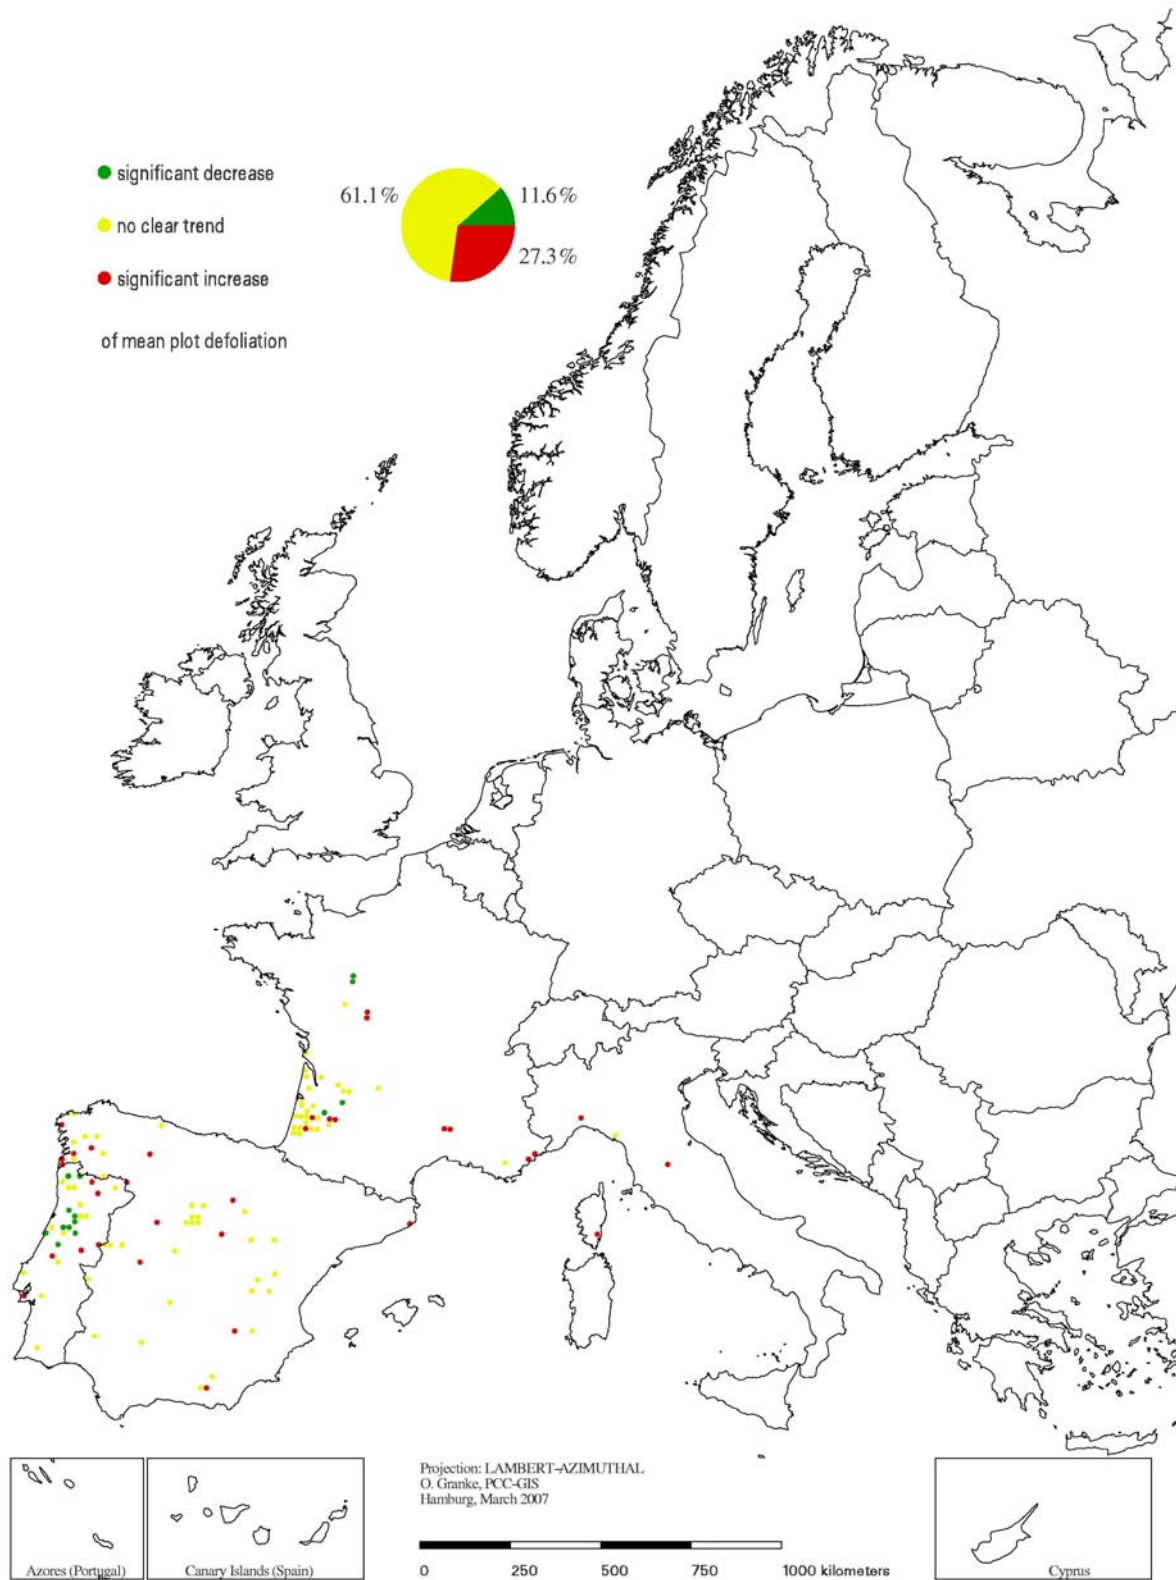 significant decrease
61.1%
11.6%
no clear trend
27.3%
significant increase
of mean plot defoliation
Projection: LAMBERT-AZIMUTHAL
O. Granke, PCC-GIS
Hamburg, March 2007
Azores (Portugal)
Canary Islands (Spain)
0 250 500 750 1000 kilometers
Cyprus